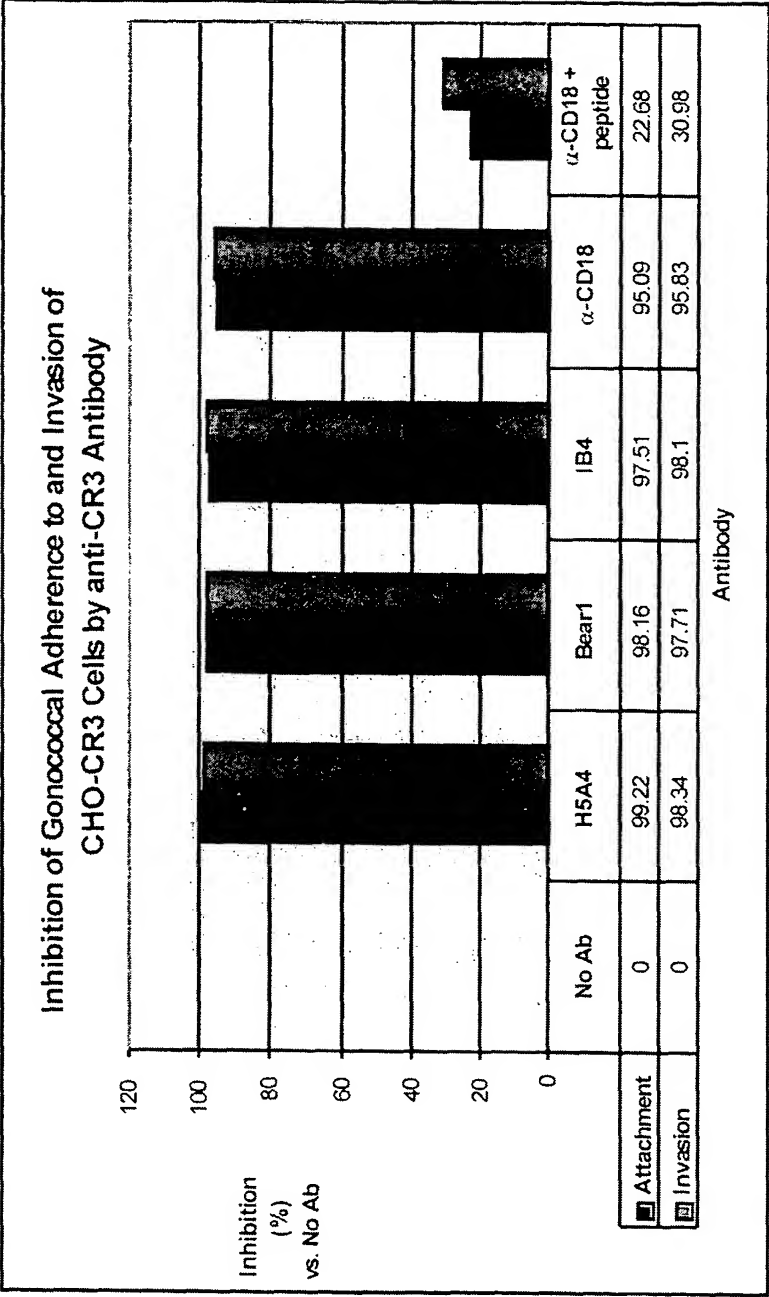 Inhibition of Gonococcal Adherence to and Invasion of
CHO-CR3 Cells by anti-CR3 Antibody
120
100
80
60
40
20
0
Inhibition
(%)
vs. No Ab
No Ab H5A4 Bear1 IB4 α-CD18 α-CD18 +
peptide
Attachment 0 99.22 98.16 97.51 95.09 22.68
Invasion 0 98.34 97.71 98.1 95.83 30.98
Antibody